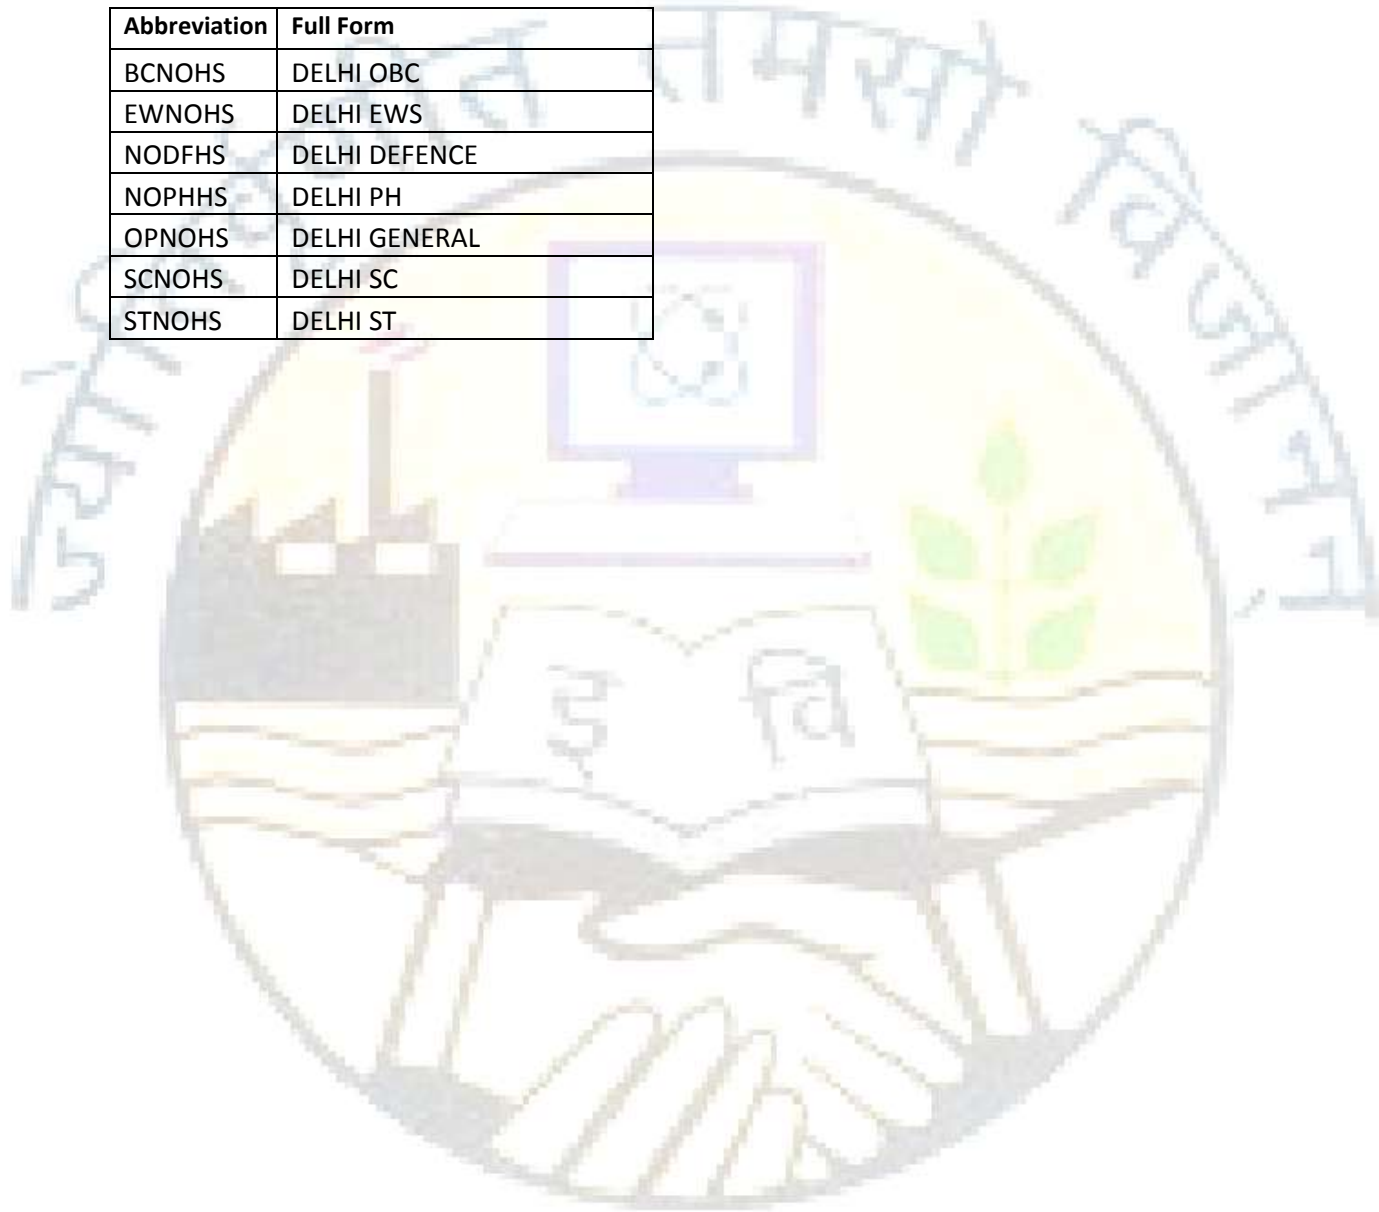 Abbreviation Full Form
BCNOHS DELHI OBC
EWNOHS DELHI EWS
NODFHS DELHI DEFENCE
NOPHHS DELHI PH
OPNOHS DELHI GENERAL
SCNOHS DELHI SC
STNOHS DELHI ST
विजानन्
इ वि